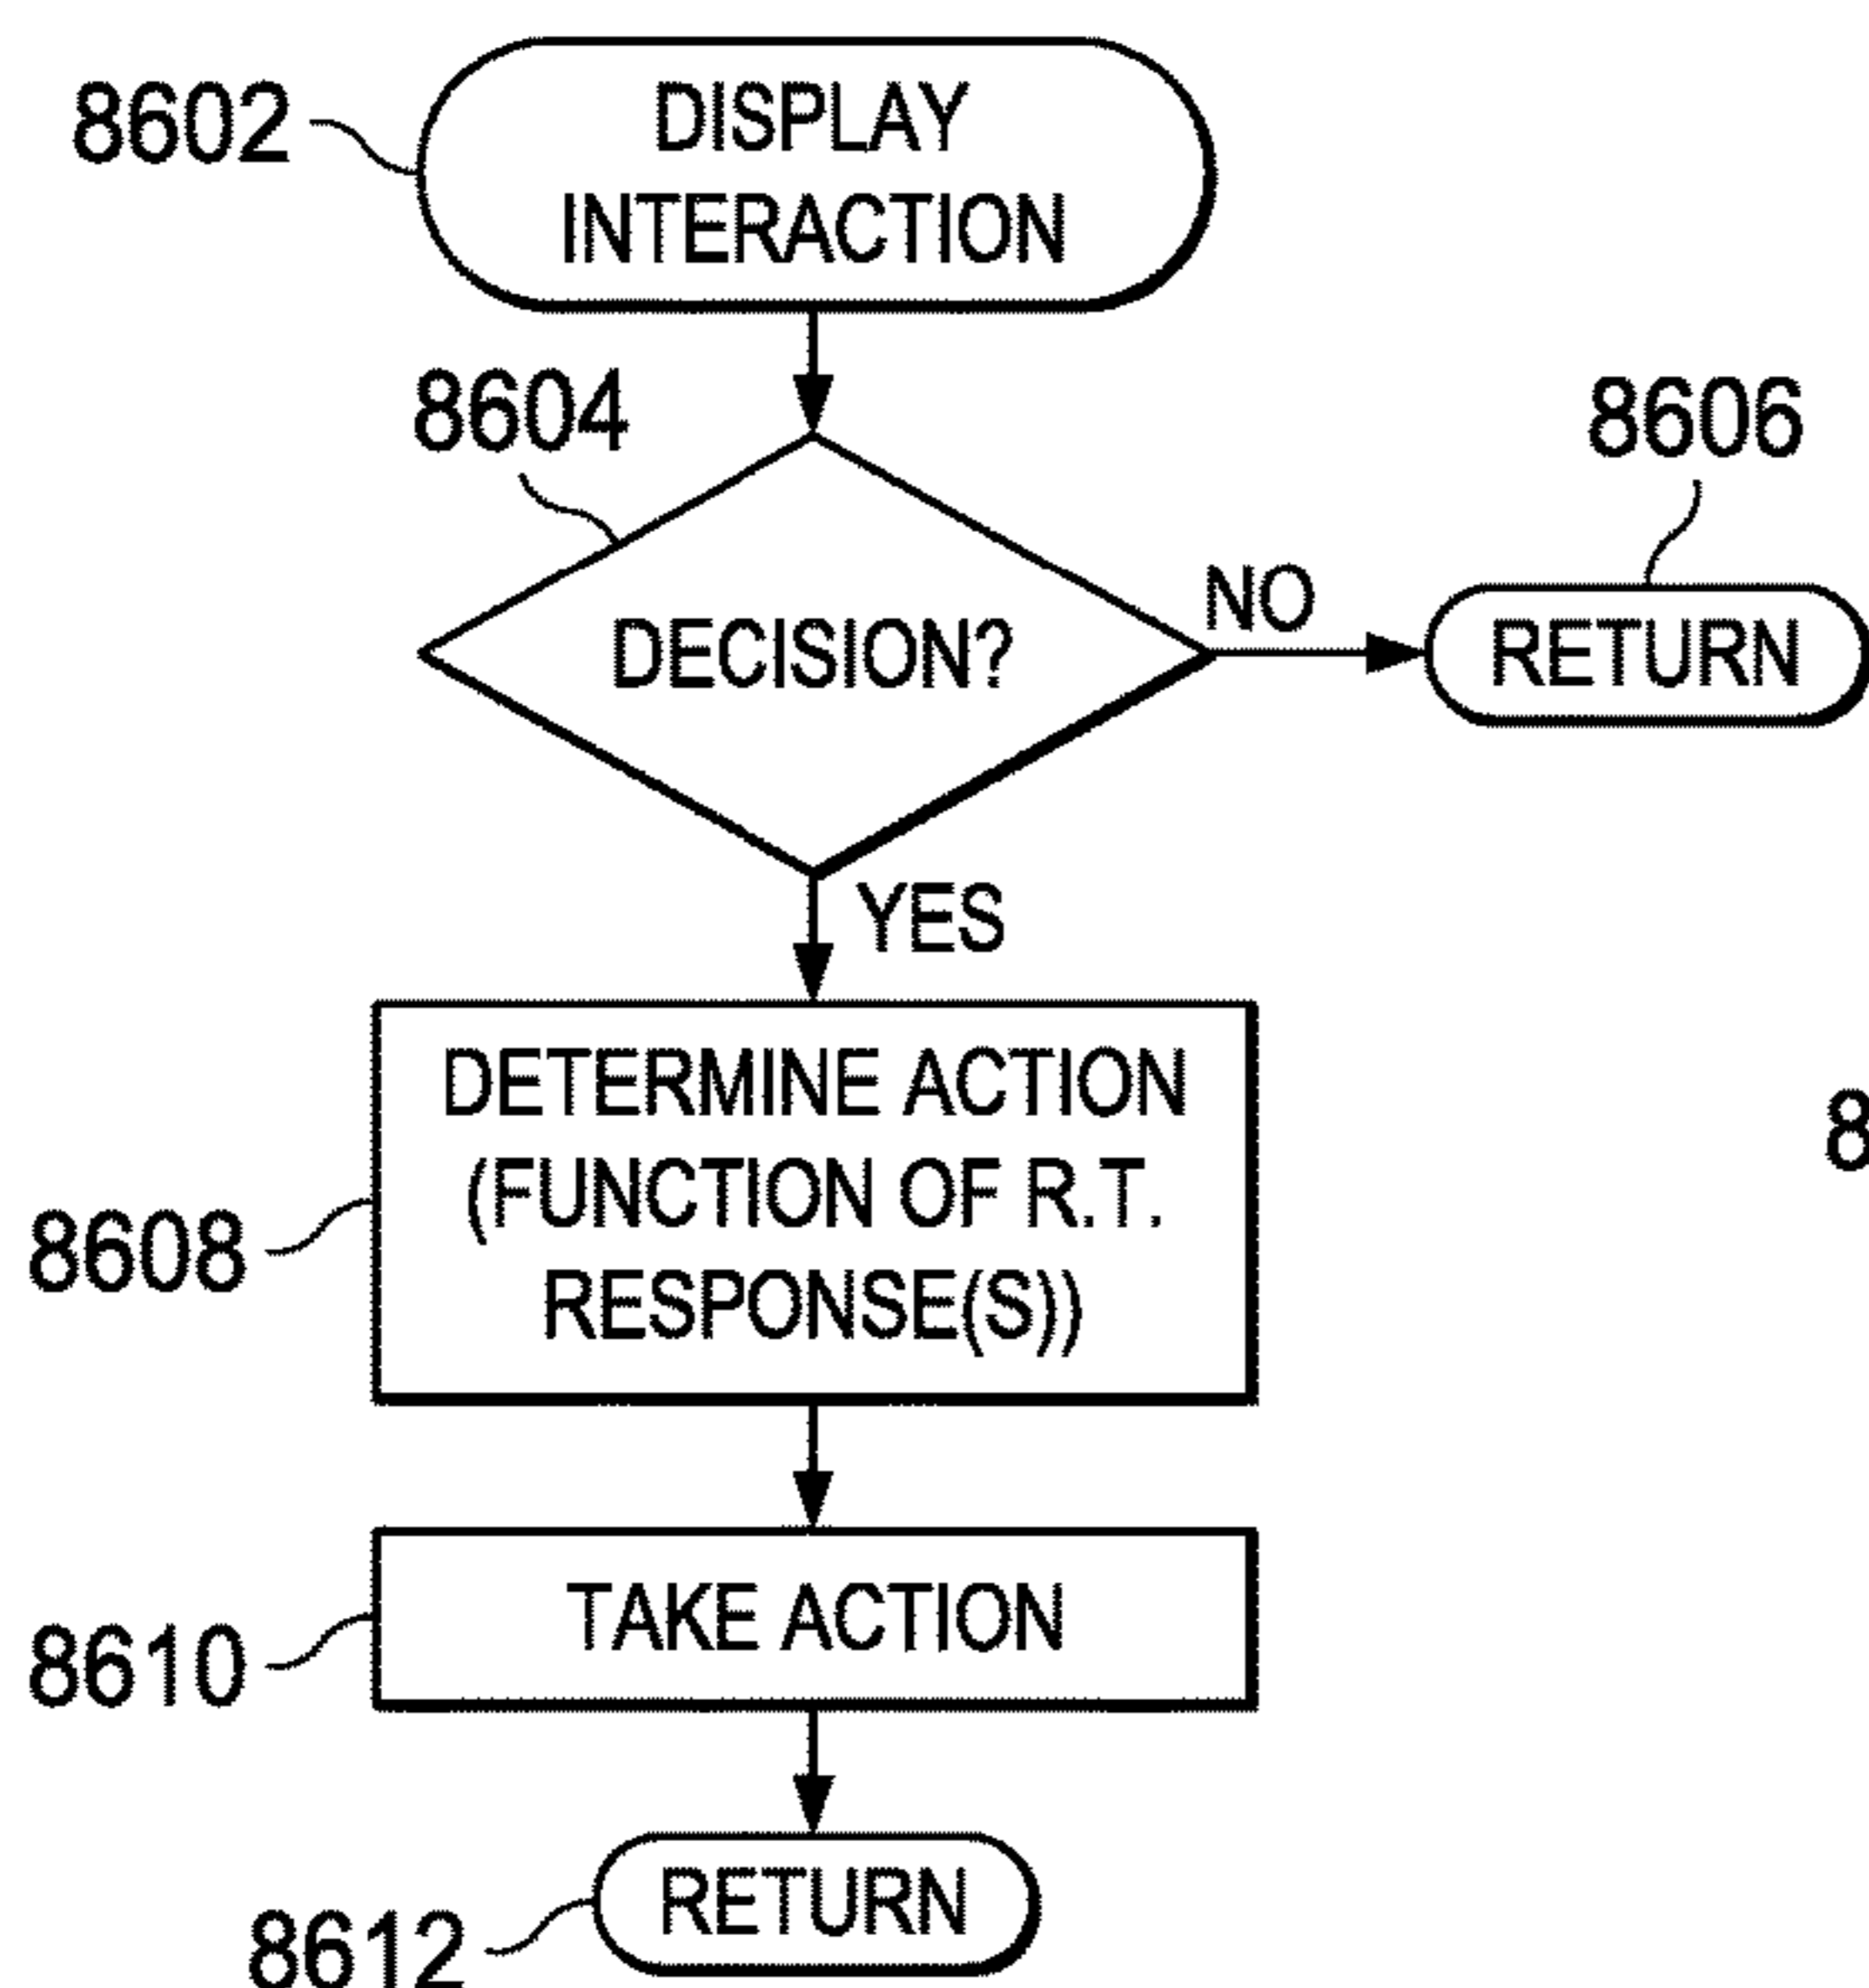 8602
DISPLAY
INTERACTION
8604
8606
DECISION?
NO
RETURN
YES
DETERMINE ACTION
(FUNCTION OF R.T.
RESPONSE(S))
8608
8
TAKE ACTION
8610
RETURN
8612